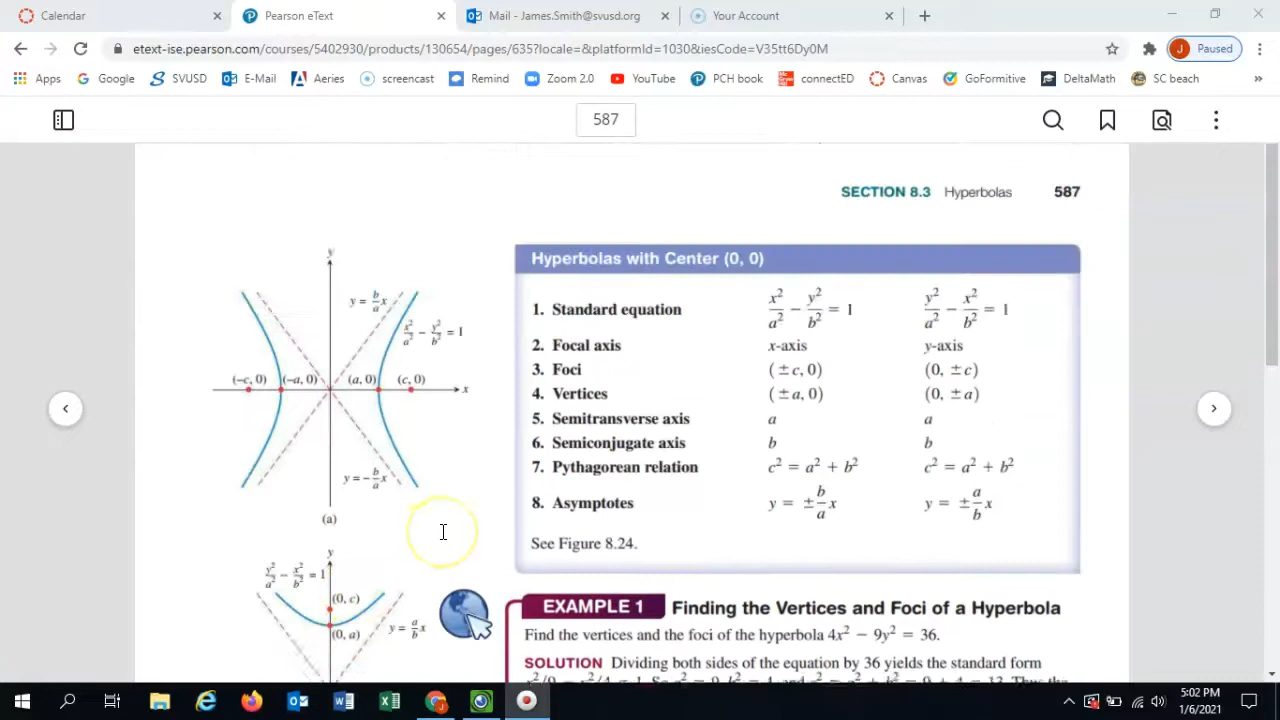 Calendar
Pearson eText
Mail - James.Smith@svusd.org
Your Account
etext-ise.pearson.com/courses/5402930/products/130654/pages/635?locale=&platformId=1030&iesCode=V35tt6Dy0M
J Paused
Apps Google SVUSD E-Mail Aeries screencast Remind Zoom 2.0 YouTube PCH book connectED Canvas GoFormitive DeltaMath SC beach »
587
SECTION 8.3 Hyperbolas 587
y
y = b/a x
x²/a² − y²/b² = 1
(−c, 0) (−a, 0) (a, 0) (c, 0) x
y = −b/a x
(a)
y
y²/a² − x²/b² = 1
(0, c)
(0, a)
y = a/b x
Hyperbolas with Center (0, 0)
1. Standard equation x²/a² − y²/b² = 1 y²/a² − x²/b² = 1
2. Focal axis x-axis y-axis
3. Foci (±c, 0) (0, ±c)
4. Vertices (±a, 0) (0, ±a)
5. Semitransverse axis a a
6. Semiconjugate axis b b
7. Pythagorean relation c² = a² + b² c² = a² + b²
8. Asymptotes y = ±b/a x y = ±a/b x
See Figure 8.24.
EXAMPLE 1 Finding the Vertices and Foci of a Hyperbola
Find the vertices and the foci of the hyperbola 4x² − 9y² = 36.
SOLUTION Dividing both sides of the equation by 36 yields the standard form
5:02 PM
1/6/2021